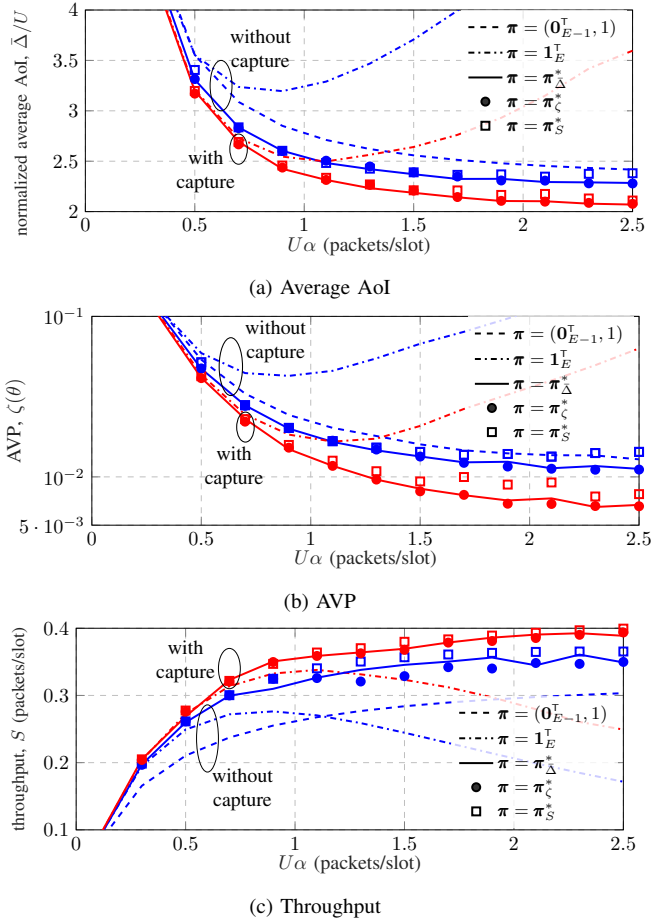 4
3.5
3
2.5
2
normalized average AoI, Δ̄/U
without
capture
with
capture
π = (0ᵀ_{E−1}, 1)
π = 1ᵀ_E
π = π*_Δ̄
π = π*_ζ
π = π*_S
0 0.5 1 1.5 2 2.5
Uα (packets/slot)
(a) Average AoI
10⁻¹
10⁻²
5 · 10⁻³
AVP, ζ(θ)
without
capture
with
capture
π = (0ᵀ_{E−1}, 1)
π = 1ᵀ_E
π = π*_Δ̄
π = π*_ζ
π = π*_S
0 0.5 1 1.5 2 2.5
Uα (packets/slot)
(b) AVP
0.4
0.3
0.2
0.1
throughput, S (packets/slot)
with
capture
without
capture
π = (0ᵀ_{E−1}, 1)
π = 1ᵀ_E
π = π*_Δ̄
π = π*_ζ
π = π*_S
0 0.5 1 1.5 2 2.5
Uα (packets/slot)
(c) Throughput